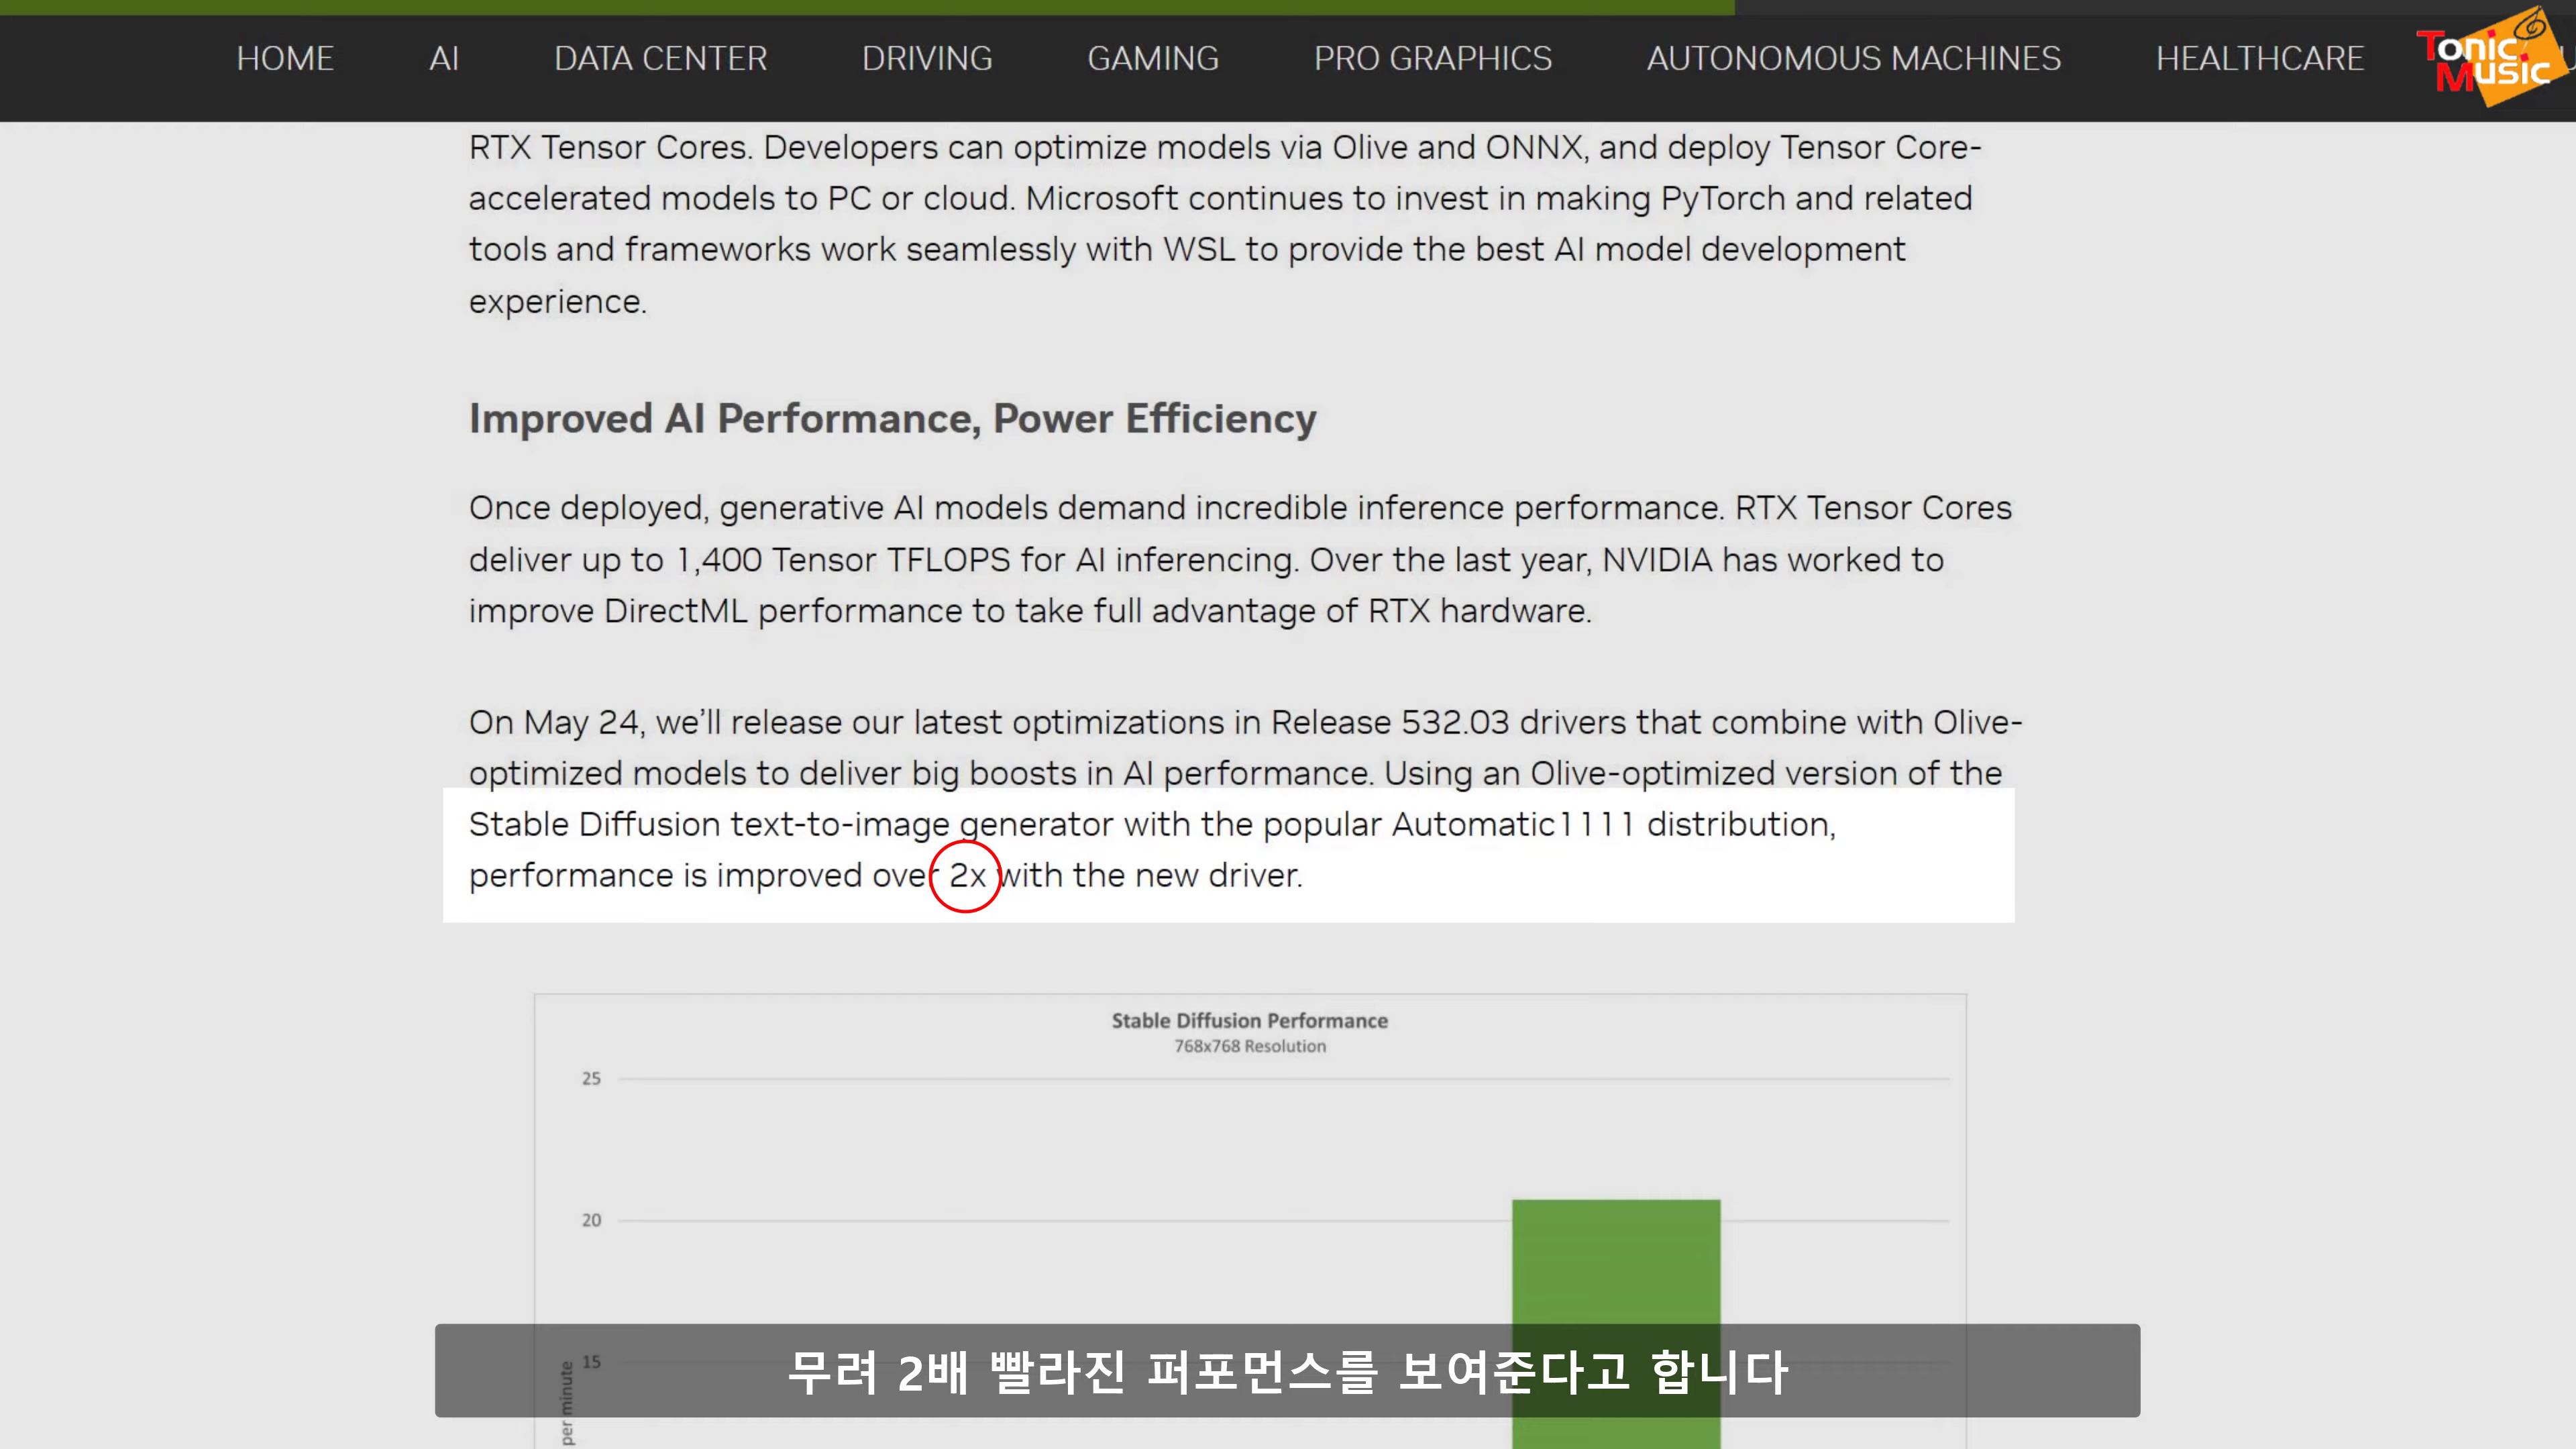 HOME AI DATA CENTER DRIVING GAMING PRO GRAPHICS AUTONOMOUS MACHINES HEALTHCARE
Tonic
Music
RTX Tensor Cores. Developers can optimize models via Olive and ONNX, and deploy Tensor Core-
accelerated models to PC or cloud. Microsoft continues to invest in making PyTorch and related
tools and frameworks work seamlessly with WSL to provide the best AI model development
experience.
Improved AI Performance, Power Efficiency
Once deployed, generative AI models demand incredible inference performance. RTX Tensor Cores
deliver up to 1,400 Tensor TFLOPS for AI inferencing. Over the last year, NVIDIA has worked to
improve DirectML performance to take full advantage of RTX hardware.
On May 24, we’ll release our latest optimizations in Release 532.03 drivers that combine with Olive-
optimized models to deliver big boosts in AI performance. Using an Olive-optimized version of the
Stable Diffusion text-to-image generator with the popular Automatic1111 distribution,
performance is improved over 2x with the new driver.
Stable Diffusion Performance
768x768 Resolution
25
20
15
per minute
무려 2배 빨라진 퍼포먼스를 보여준다고 합니다